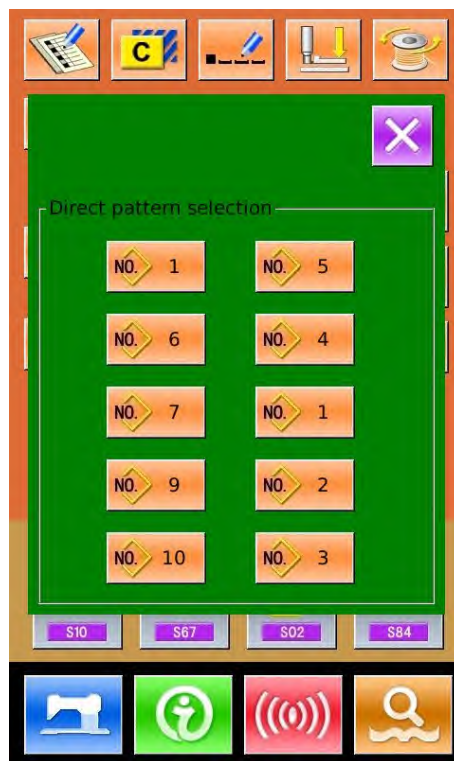 C
Direct pattern selection
NO. 1 NO. 5
NO. 6 NO. 4
NO. 7 NO. 1
NO. 9 NO. 2
NO. 10 NO. 3
S10 S67 S02 S84